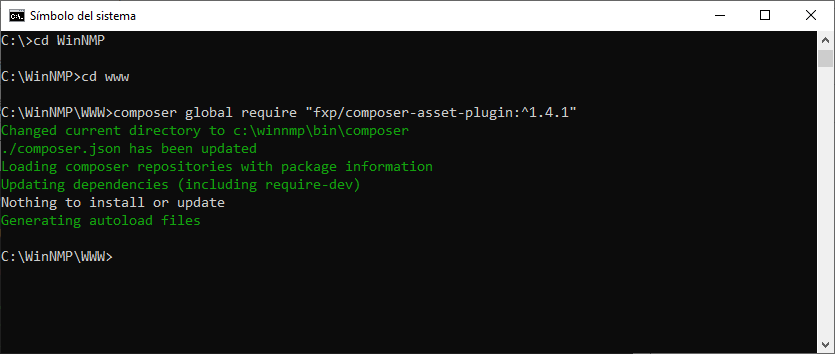 Símbolo del sistema
C:\>cd WinNMP
C:\WinNMP>cd www
C:\WinNMP\WWW>composer global require "fxp/composer-asset-plugin:^1.4.1"
Changed current directory to c:\winnmp\bin\composer
./composer.json has been updated
Loading composer repositories with package information
Updating dependencies (including require-dev)
Nothing to install or update
Generating autoload files
C:\WinNMP\WWW>